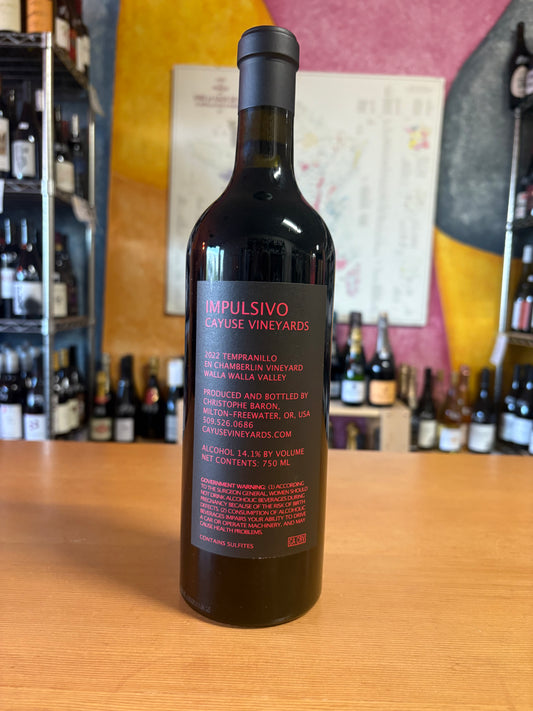 IMPULSIVO
CAYUSE VINEYARDS
2022 TEMPRANILLO
EN CHAMBERLIN VINEYARD
WALLA WALLA VALLEY
PRODUCED AND BOTTLED BY
CHRISTOPHE BARON,
MILTON-FREEWATER, OR, USA
509.526.0686
CAYUSEVINEYARDS.COM
ALCOHOL 14.1% BY VOLUME
NET CONTENTS: 750 ML
GOVERNMENT WARNING: (1) ACCORDING
TO THE SURGEON GENERAL, WOMEN SHOULD
NOT DRINK ALCOHOLIC BEVERAGES DURING
PREGNANCY BECAUSE OF THE RISK OF BIRTH
DEFECTS. (2) CONSUMPTION OF ALCOHOLIC
BEVERAGES IMPAIRS YOUR ABILITY TO DRIVE
A CAR OR OPERATE MACHINERY, AND MAY
CAUSE HEALTH PROBLEMS.
CONTAINS SULFITES
CA CRV